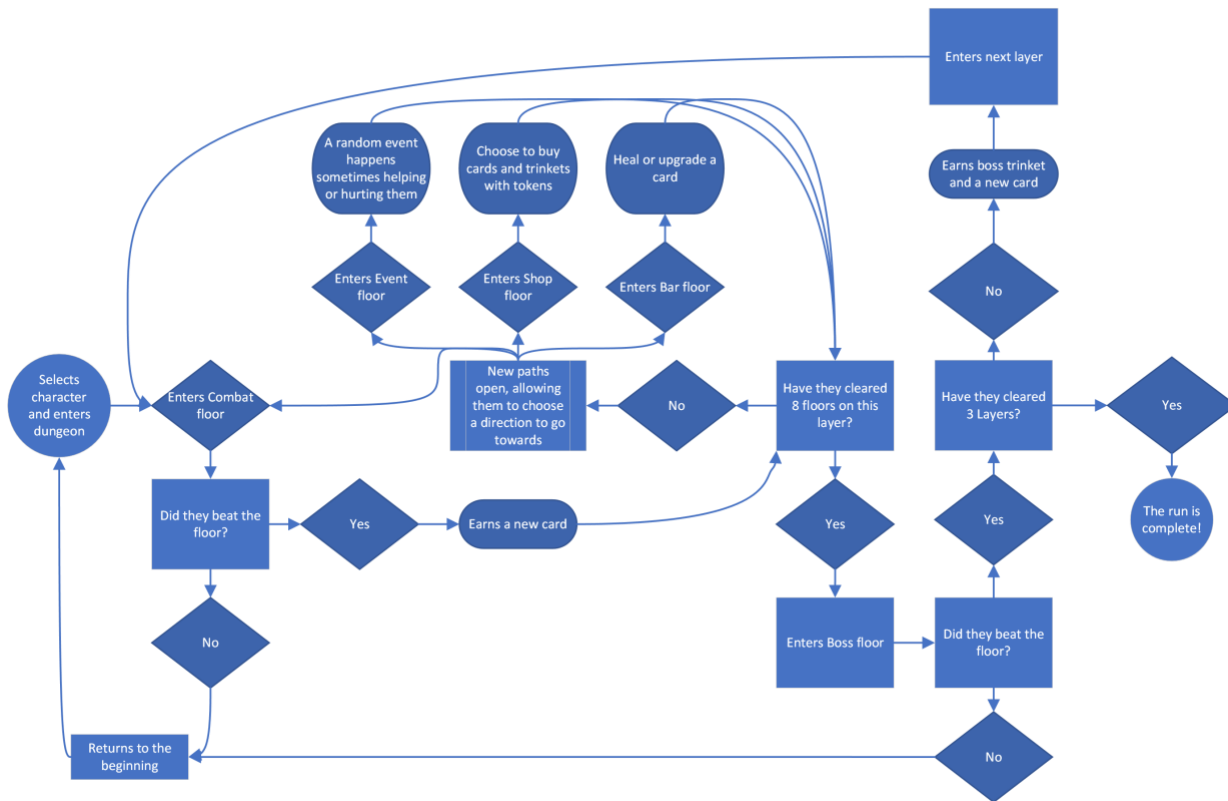 Enters next layer
A random event
happens
sometimes helping
or hurting them
Choose to buy
cards and trinkets
with tokens
Heal or upgrade a
card
Earns boss trinket
and a new card
Enters Event
floor
Enters Shop
floor
Enters Bar floor
No
Selects
character
and enters
dungeon
Enters Combat
floor
New paths
open, allowing
them to choose
a direction to go
towards
No
Have they cleared
8 floors on this
layer?
Have they cleared
3 Layers?
Yes
Did they beat the
floor?
Yes
Earns a new card
Yes
Yes
The run is
complete!
No
Enters Boss floor
Did they beat the
floor?
Returns to the
beginning
No